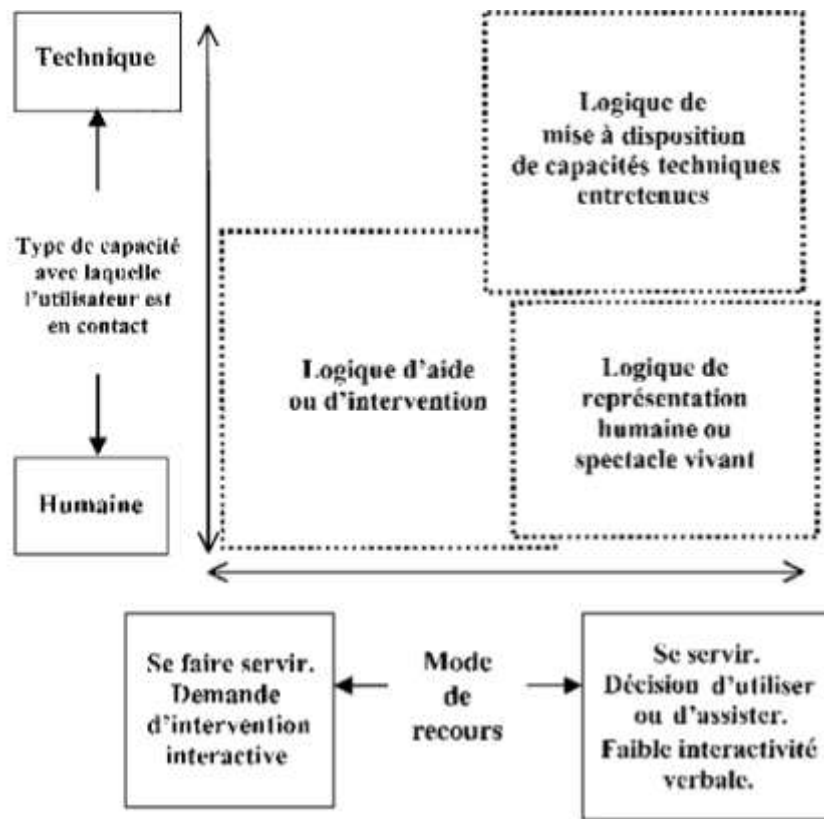 Technique
Type de capacité
avec laquelle
l'utilisateur est
en contact
Humaine
Logique de
mise à disposition
de capacités techniques
entretenues
Logique d'aide
ou d'intervention
Logique de
représentation
humaine ou
spectacle vivant
Se faire servir.
Demande
d'intervention
interactive
Mode
de
recours
Se servir.
Décision d'utiliser
ou d'assister.
Faible interactivité
verbale.